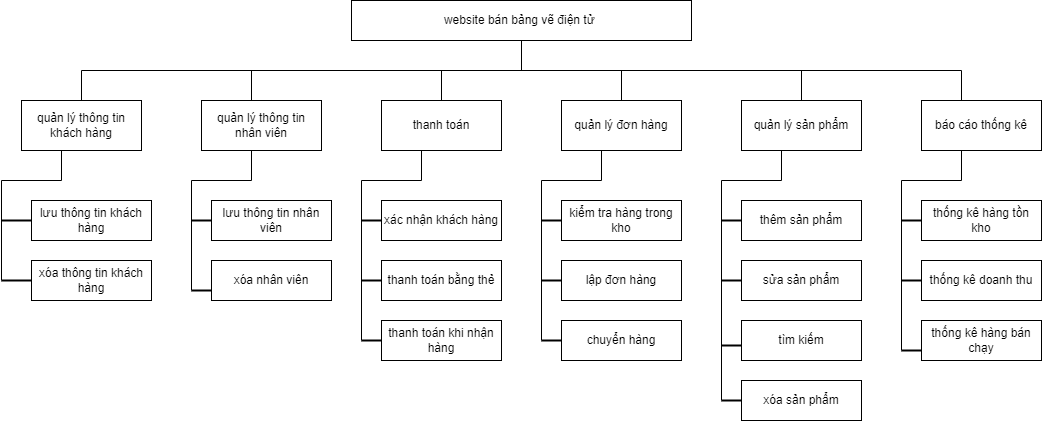 website bán bảng vẽ điện tử
quản lý thông tin
khách hàng
quản lý thông tin
nhân viên
thanh toán
quản lý đơn hàng
quản lý sản phẩm
báo cáo thống kê
lưu thông tin khách
hàng
xóa thông tin khách
hàng
lưu thông tin nhân
viên
xóa nhân viên
xác nhận khách hàng
thanh toán bằng thẻ
thanh toán khi nhận
hàng
kiểm tra hàng trong
kho
lập đơn hàng
chuyển hàng
thêm sản phẩm
sửa sản phẩm
tìm kiếm
xóa sản phẩm
thống kê hàng tồn
kho
thống kê doanh thu
thống kê hàng bán
chạy